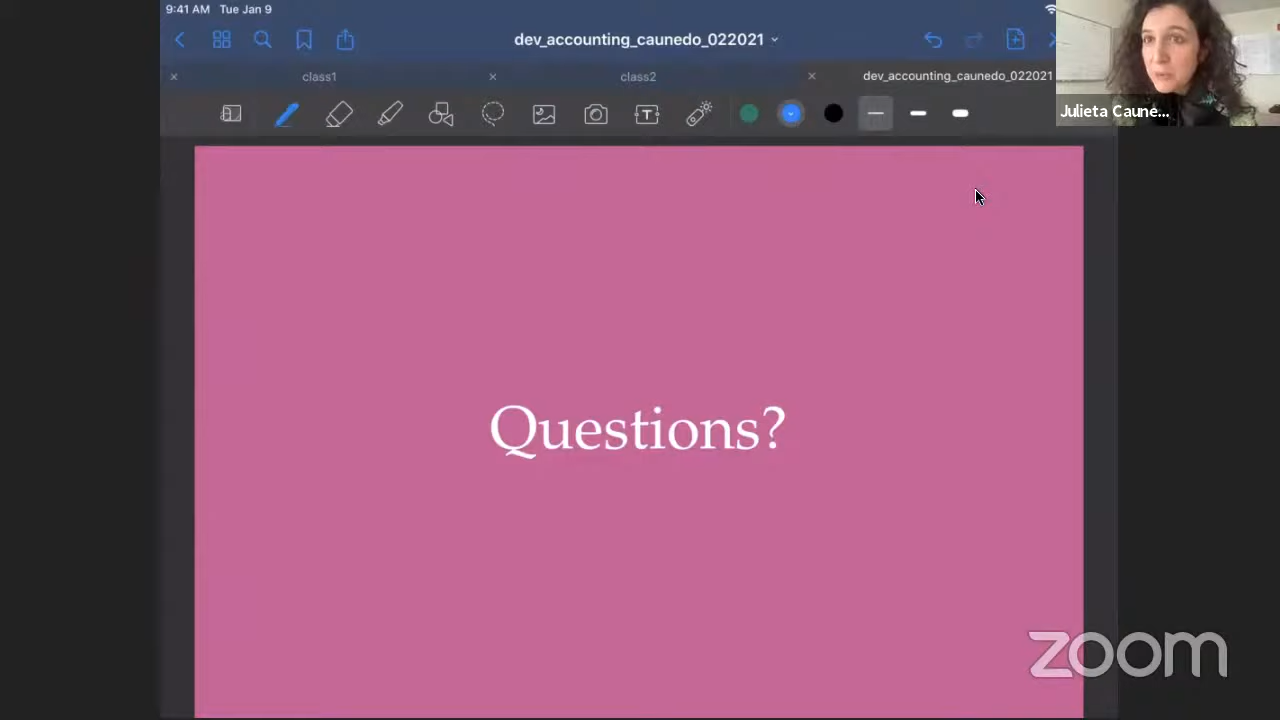 9:41 AM Tue Jan 9
dev_accounting_caunedo_022021
class1
class2
dev_accounting_caunedo_022021
T
Julieta Caune...
Questions?
zoom